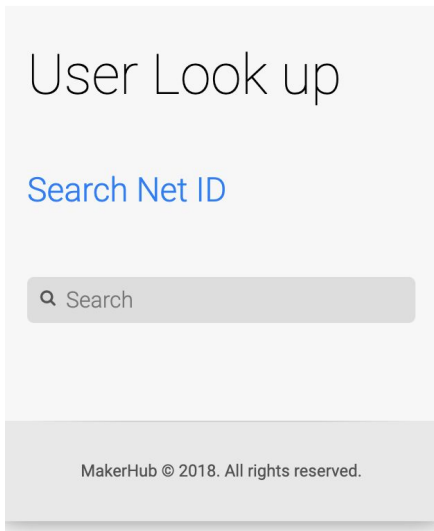 User Look up
Search Net ID
Search
MakerHub © 2018. All rights reserved.